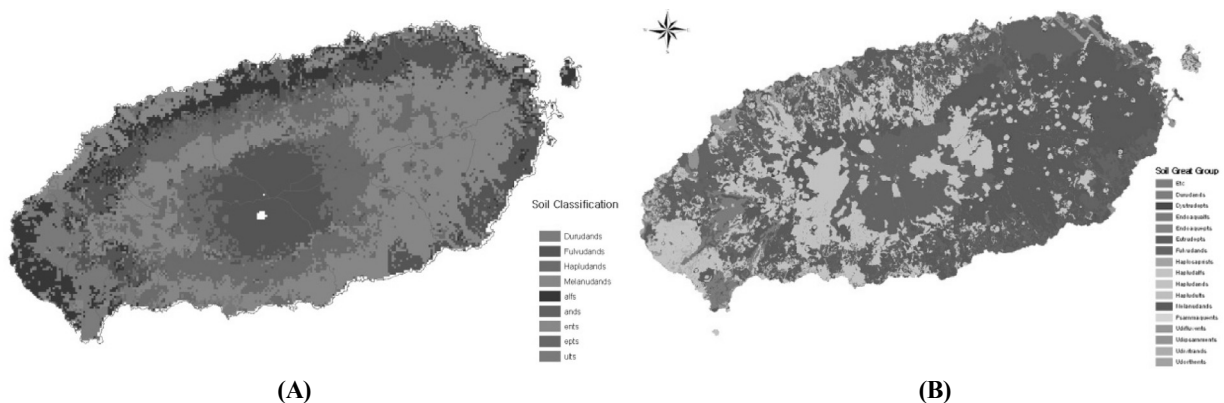 Soil Classification
Durudands
Fulvudands
Hapludands
Melanudands
alfs
ands
ents
epts
ults
(A)
Soil Great Group
Etc
Durudands
Dystrudepts
Endoaqualfs
Endoaquepts
Eutrudepts
Fulvudands
Hapludalfs
Hapludands
Hapludults
Melanudands
Psammaquents
Udifluvents
Udipsamments
Udorthents
(B)